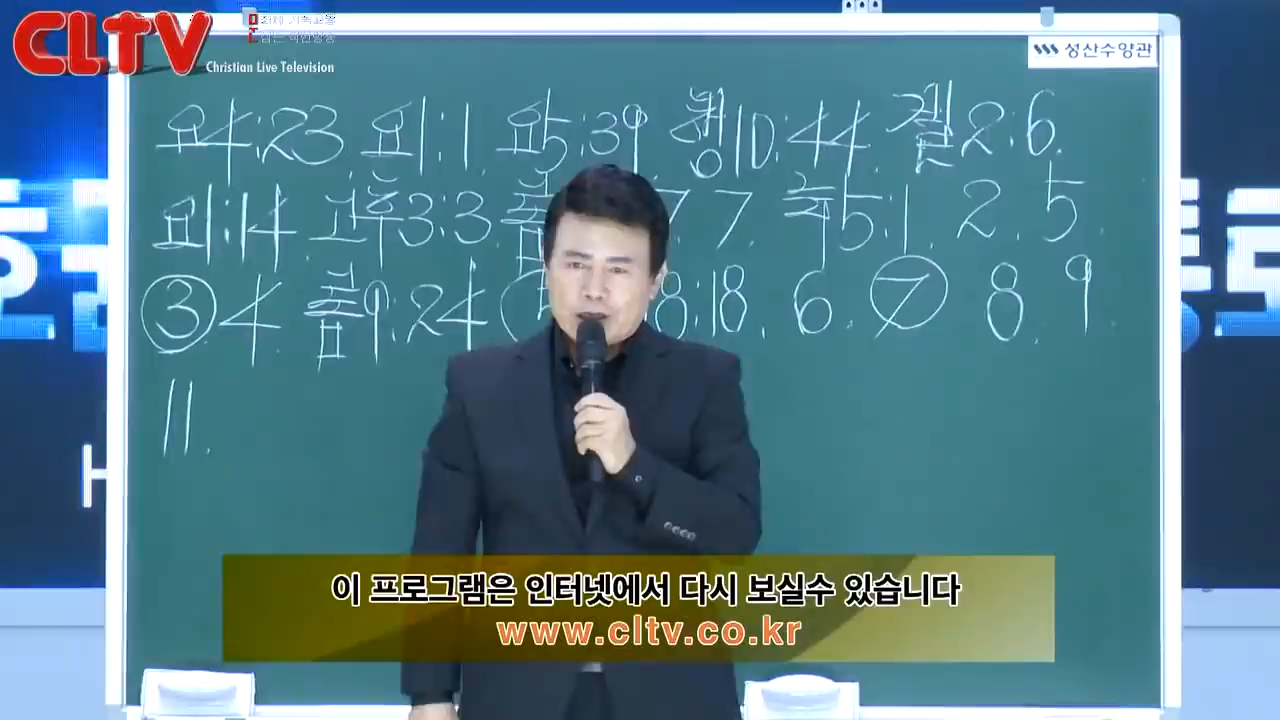 CLTV
Christian Live Television
성산수양관
요4:23 요1:1 요5:39 행10:44 겔2:6.
요1:14 고후3:3 7. 7. 욱5:1. 2. 5.
③ 4. 출9:24 8:18. 6. ⑦ 8. 9.
11.
이 프로그램은 인터넷에서 다시 보실수 있습니다
www.cltv.co.kr